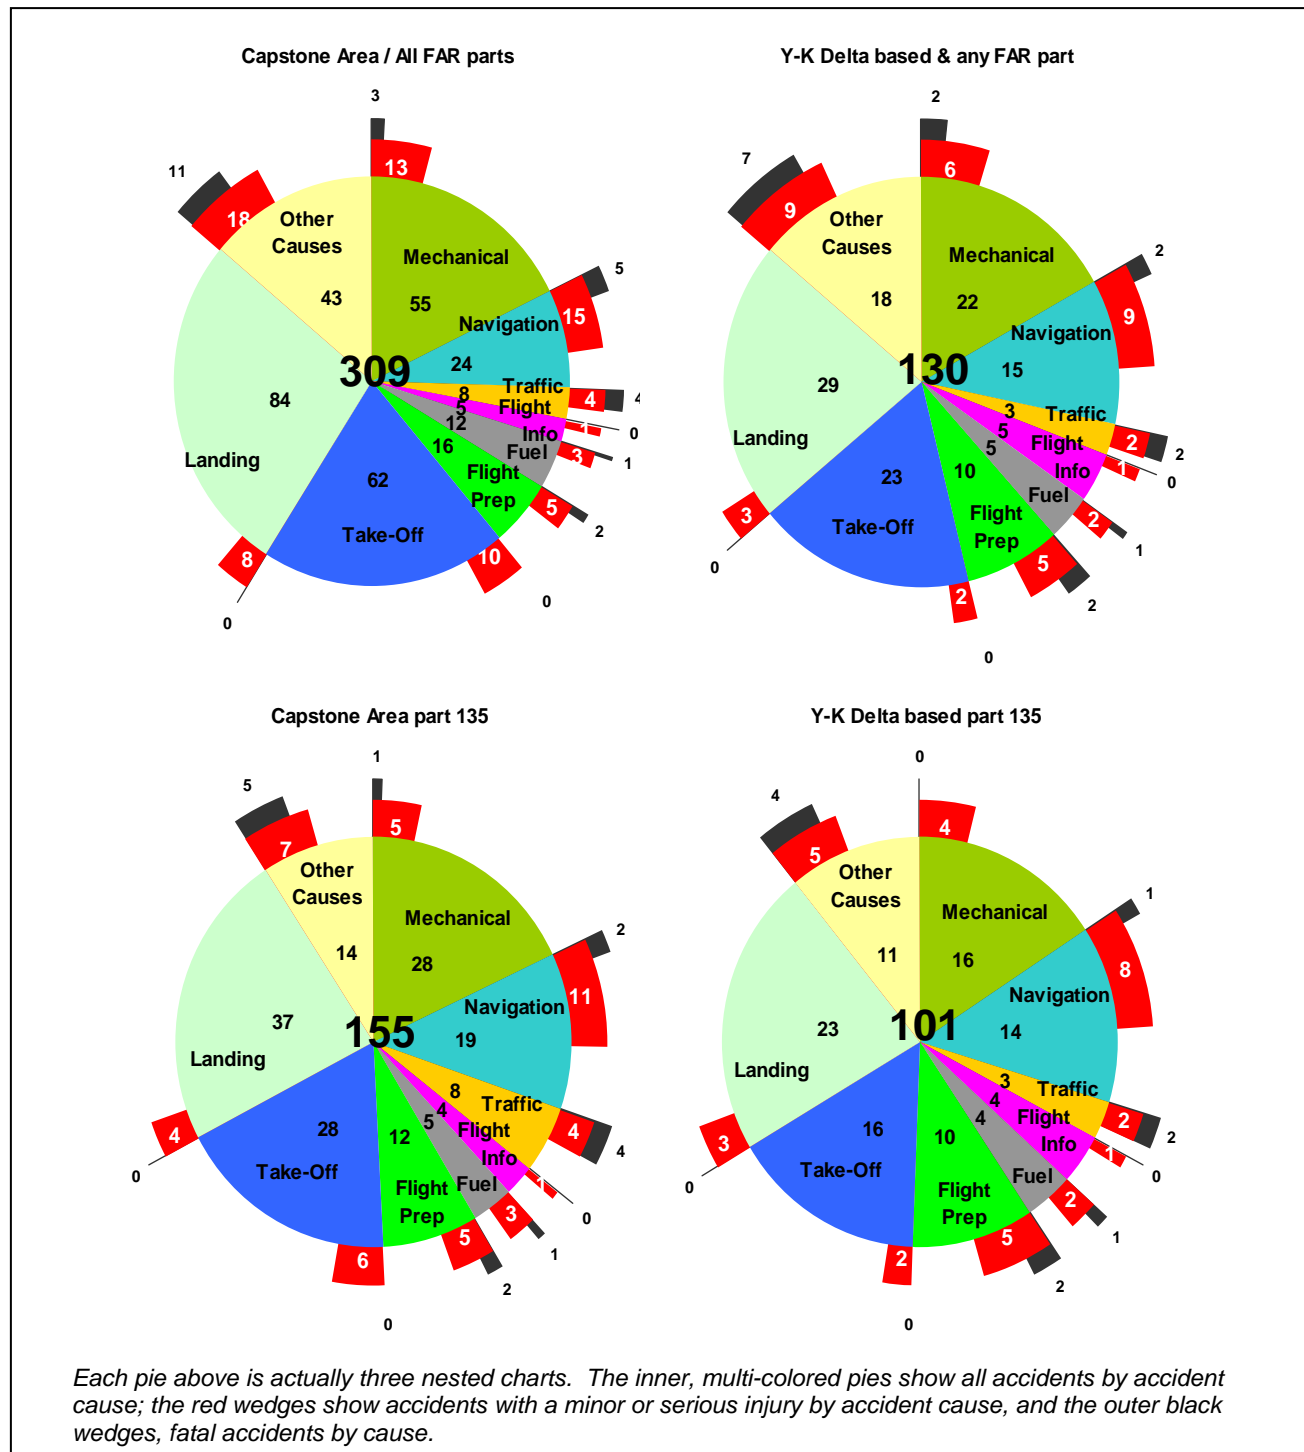 Capstone Area / All FAR parts
3
13
11
18
Other
Causes
43
Mechanical
55
5
15
Navigation
24
309
Traffic
8
4
4
Flight
5
Info
1
0
12
Fuel
3
1
16
Flight
Prep
5
2
62
Take-Off
10
0
84
Landing
8
0
Y-K Delta based & any FAR part
2
6
7
9
Other
Causes
18
Mechanical
22
2
9
Navigation
15
130
Traffic
3
2
2
Flight
Info
5
1
0
5
Fuel
2
1
10
Flight
Prep
5
2
23
Take-Off
2
0
29
Landing
3
0
Capstone Area part 135
1
5
5
7
Other
Causes
14
Mechanical
28
2
11
Navigation
19
155
Traffic
8
4
4
Flight
Info
4
1
0
5
Fuel
3
1
12
Flight
Prep
5
2
28
Take-Off
6
0
37
Landing
4
0
Y-K Delta based part 135
0
4
4
5
Other
Causes
11
Mechanical
16
1
8
Navigation
14
101
Traffic
3
2
2
Flight
Info
4
1
0
4
Fuel
2
1
10
Flight
Prep
5
2
16
Take-Off
2
0
23
Landing
3
0
Each pie above is actually three nested charts.  The inner, multi-colored pies show all accidents by accident
cause; the red wedges show accidents with a minor or serious injury by accident cause, and the outer black
wedges, fatal accidents by cause.